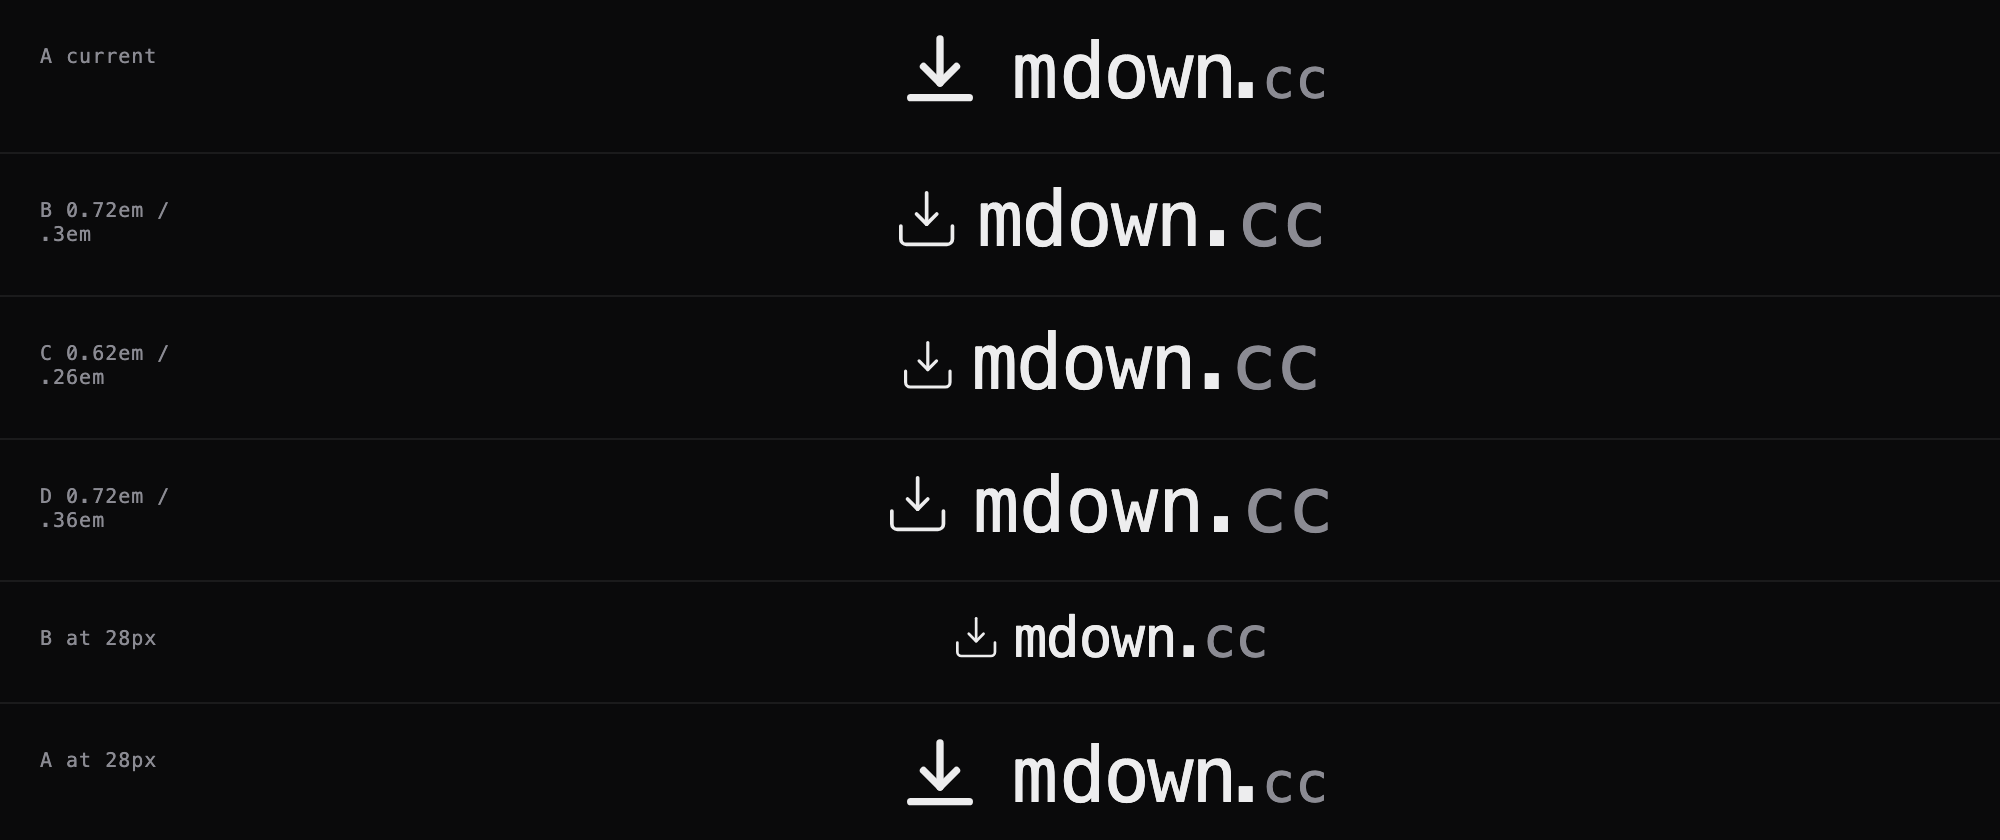 A current
mdown.cc
B 0.72em /
.3em
mdown.cc
C 0.62em /
.26em
mdown.cc
D 0.72em /
.36em
mdown.cc
B at 28px
mdown.cc
A at 28px
mdown.cc